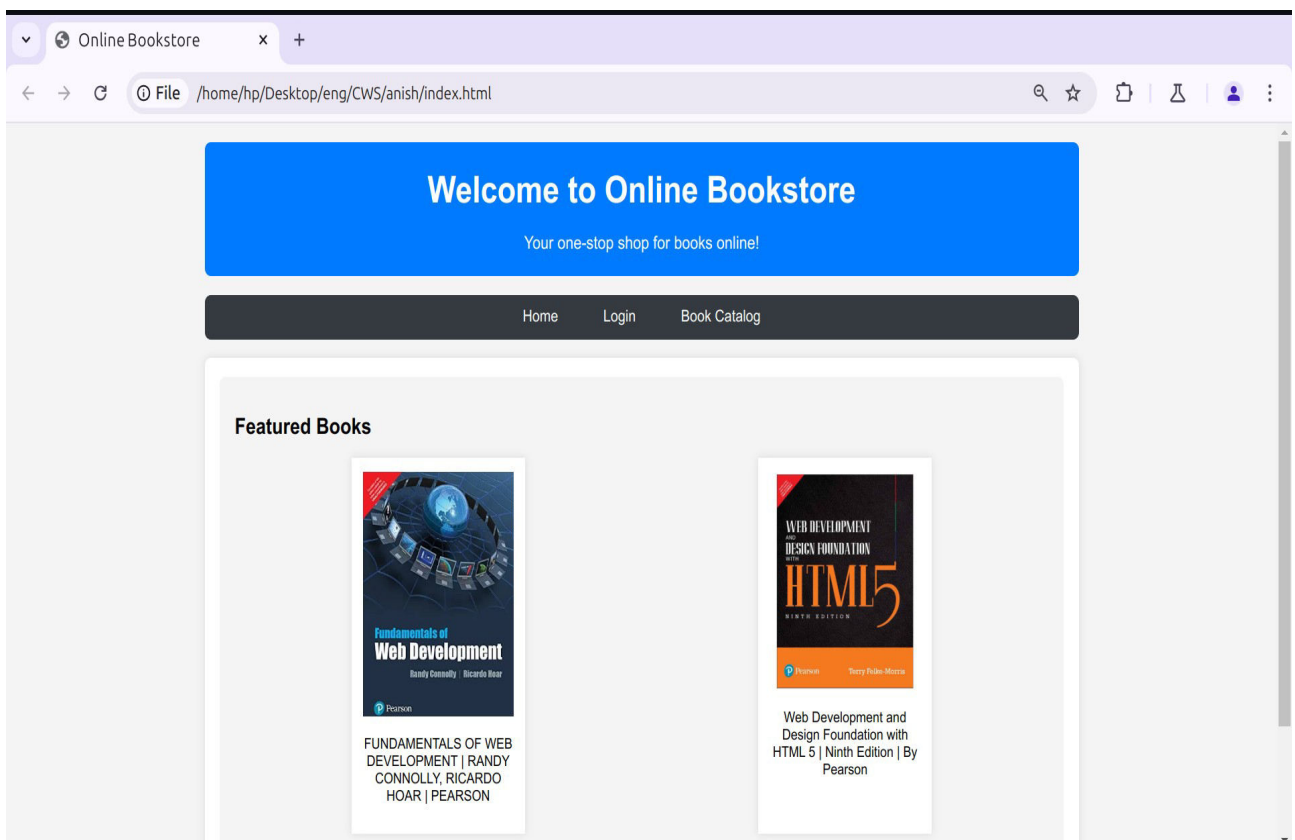 Online Bookstore
File /home/hp/Desktop/eng/CWS/anish/index.html
Welcome to Online Bookstore
Your one-stop shop for books online!
Home Login Book Catalog
Featured Books
Fundamentals of
Web Development
Randy Connolly | Ricardo Hoar
Pearson
FUNDAMENTALS OF WEB
DEVELOPMENT | RANDY
CONNOLLY, RICARDO
HOAR | PEARSON
WEB DEVELOPMENT
AND
DESIGN FOUNDATION
WITH
HTML5
NINTH EDITION
Pearson Terry Felke-Morris
Web Development and
Design Foundation with
HTML 5 | Ninth Edition | By
Pearson